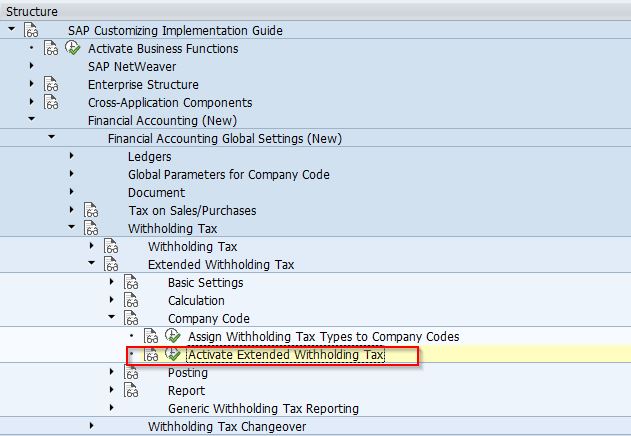 Structure
SAP Customizing Implementation Guide
Activate Business Functions
SAP NetWeaver
Enterprise Structure
Cross-Application Components
Financial Accounting (New)
Financial Accounting Global Settings (New)
Ledgers
Global Parameters for Company Code
Document
Tax on Sales/Purchases
Withholding Tax
Withholding Tax
Extended Withholding Tax
Basic Settings
Calculation
Company Code
Assign Withholding Tax Types to Company Codes
Activate Extended Withholding Tax
Posting
Report
Generic Withholding Tax Reporting
Withholding Tax Changeover